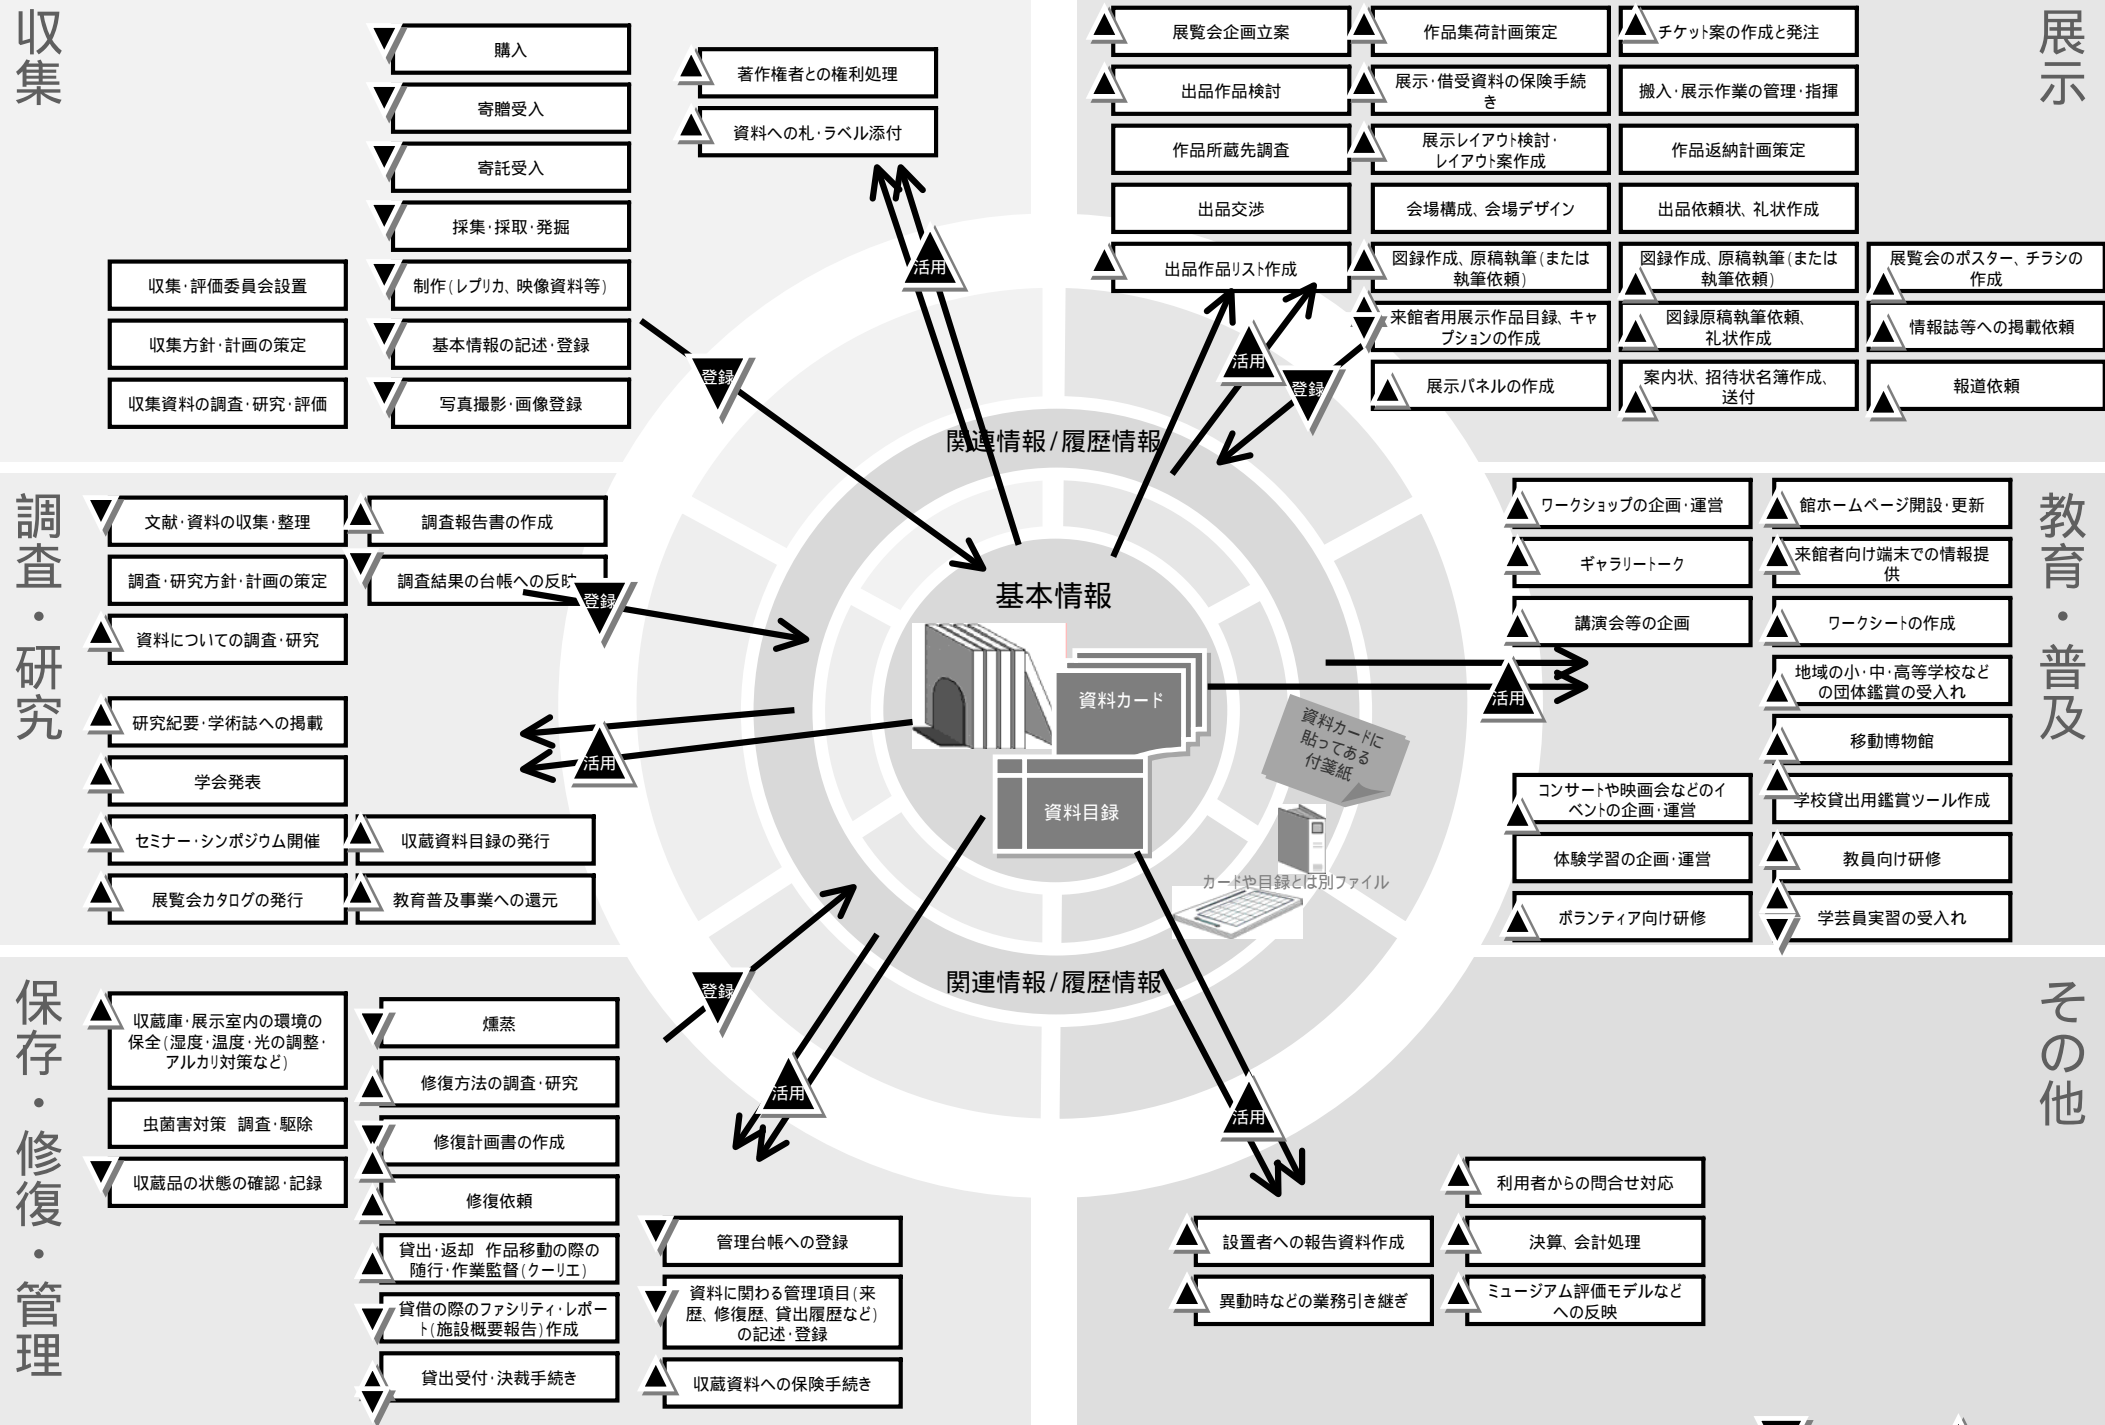 収集
購入
寄贈受入
寄託受入
採集・採取・発掘
制作(レプリカ、映像資料等)
基本情報の記述・登録
写真撮影・画像登録
収集・評価委員会設置
収集方針・計画の策定
収集資料の調査・研究・評価
著作権者との権利処理
資料への札・ラベル添付
活用
登録
展示
展覧会企画立案
出品作品検討
作品所蔵先調査
出品交渉
出品作品リスト作成
作品集荷計画策定
展示・借受資料の保険手続
き
展示レイアウト検討・
レイアウト案作成
会場構成、会場デザイン
図録作成、原稿執筆(または
執筆依頼)
来館者用展示作品目録、キャ
プションの作成
展示パネルの作成
チケット案の作成と発注
搬入・展示作業の管理・指揮
作品返納計画策定
出品依頼状、礼状作成
図録作成、原稿執筆(または
執筆依頼)
図録原稿執筆依頼、
礼状作成
案内状、招待状名簿作成、
送付
展覧会のポスター、チラシの
作成
情報誌等への掲載依頼
報道依頼
活用
登録
関連情報/履歴情報
基本情報
資料カード
資料目録
資料カードに
貼ってある
付箋紙
カードや目録とは別ファイル
関連情報/履歴情報
調査・研究
文献・資料の収集・整理
調査・研究方針・計画の策定
資料についての調査・研究
調査報告書の作成
調査結果の台帳への反映
登録
研究紀要・学術誌への掲載
学会発表
セミナー・シンポジウム開催
展覧会カタログの発行
収蔵資料目録の発行
教育普及事業への還元
活用
教育・普及
ワークショップの企画・運営
ギャラリートーク
講演会等の企画
コンサートや映画会などのイ
ベントの企画・運営
体験学習の企画・運営
ボランティア向け研修
館ホームページ開設・更新
来館者向け端末での情報提
供
ワークシートの作成
地域の小・中・高等学校など
の団体鑑賞の受入れ
移動博物館
学校貸出用鑑賞ツール作成
教員向け研修
学芸員実習の受入れ
活用
保存・修復・管理
収蔵庫・展示室内の環境の
保全(湿度・温度・光の調整・
アルカリ対策など)
虫菌害対策 調査・駆除
収蔵品の状態の確認・記録
燻蒸
修復方法の調査・研究
修復計画書の作成
修復依頼
貸出・返却 作品移動の際の
随行・作業監督(クーリエ)
貸借の際のファシリティ・レポー
ト(施設概要報告)作成
貸出受付・決裁手続き
管理台帳への登録
資料に関わる管理項目(来
歴、修復歴、貸出履歴など)
の記述・登録
収蔵資料への保険手続き
登録
活用
その他
活用
利用者からの問合せ対応
設置者への報告資料作成
決算、会計処理
異動時などの業務引き継ぎ
ミュージアム評価モデルなど
への反映